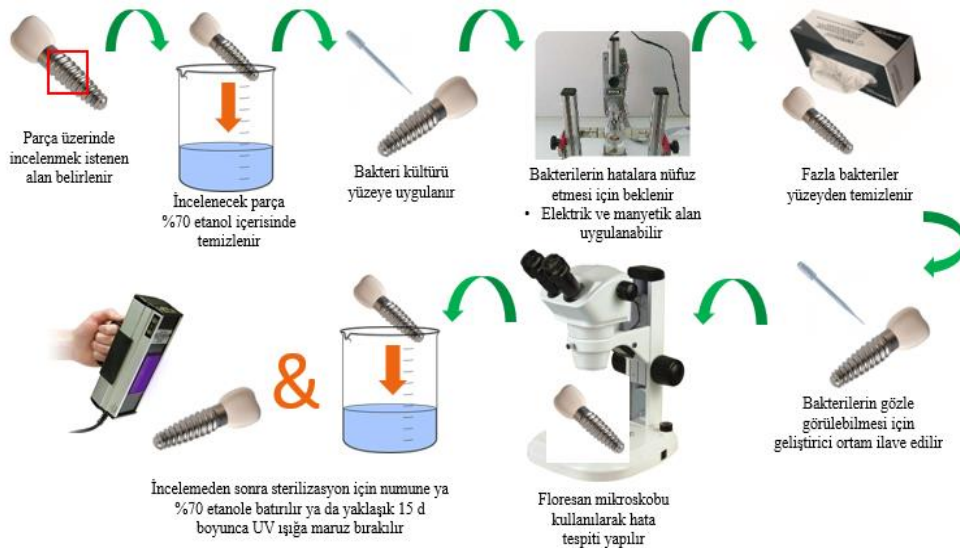 Parça üzerinde
incelenmek istenen
alan belirlenir
İncelenecek parça
%70 etanol içerisinde
temizlenir
Bakteri kültürü
yüzeye uygulanır
Bakterilerin hatalara nüfuz
etmesi için beklenir
• Elektrik ve manyetik alan
uygulanabilir
Fazla bakteriler
yüzeyden temizlenir
Bakterilerin gözle
görülebilmesi için
geliştirici ortam ilave edilir
Floresan mikroskobu
kullanılarak hata
tespiti yapılır
&
İncelemeden sonra sterilizasyon için numune ya
%70 etanole batırılır ya da yaklaşık 15 d
boyunca UV ışığa maruz bırakılır